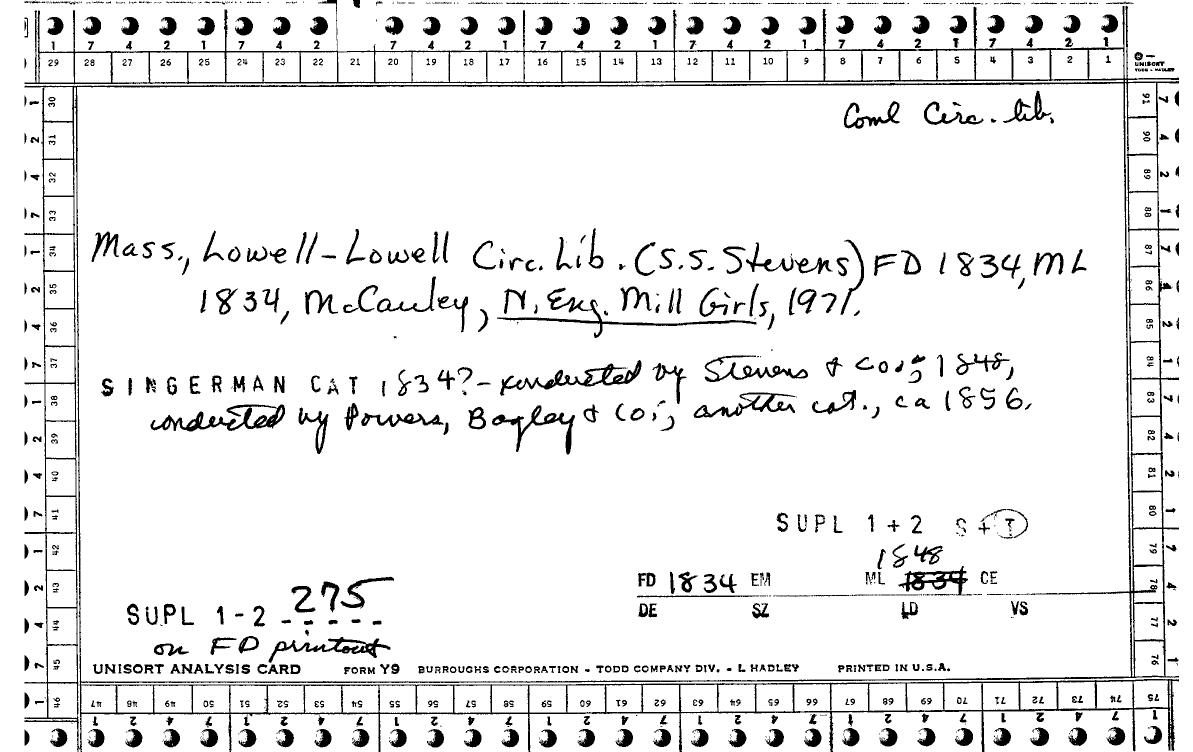 7 4 2 1 7 4 2 7 4 2 1 7 4 2 1 7 4 2 1 7 4 2 1 7 4 2 1
29 28 27 26 25 24 23 22 21 20 19 18 17 16 15 14 13 12 11 10 9 8 7 6 5 4 3 2 1
UNISORT
TODD - HADLEY
Coml Circ. lib.
Mass., Lowell - Lowell Circ. Lib. (S.S. Stevens) FD 1834, ML
1834, McCauley, N. Eng. Mill Girls, 1971.
SINGERMAN CAT 1834? - conducted by Stevens & Co.; 1848,
conducted by Powers, Bagley & Co.; another cat., ca 1856.
SUPL 1+2 S+T
1848
FD 1834 EM ML 1834 CE
DE SZ LD VS
SUPL 1-2 275
on FD printout
UNISORT ANALYSIS CARD FORM Y9 BURROUGHS CORPORATION - TODD COMPANY DIV. - L HADLEY PRINTED IN U.S.A.
30 31 32 33 34 35 36 37 38 39 40 41 42 43 44 45
46 47 48 49 50 51 52 53 54 55 56 57 58 59 60 61 62 63 64 65 66 67 68 69 70 71 72 73 74 75
91 90 89 88 87 86 85 84 83 82 81 80 79 78 77 76